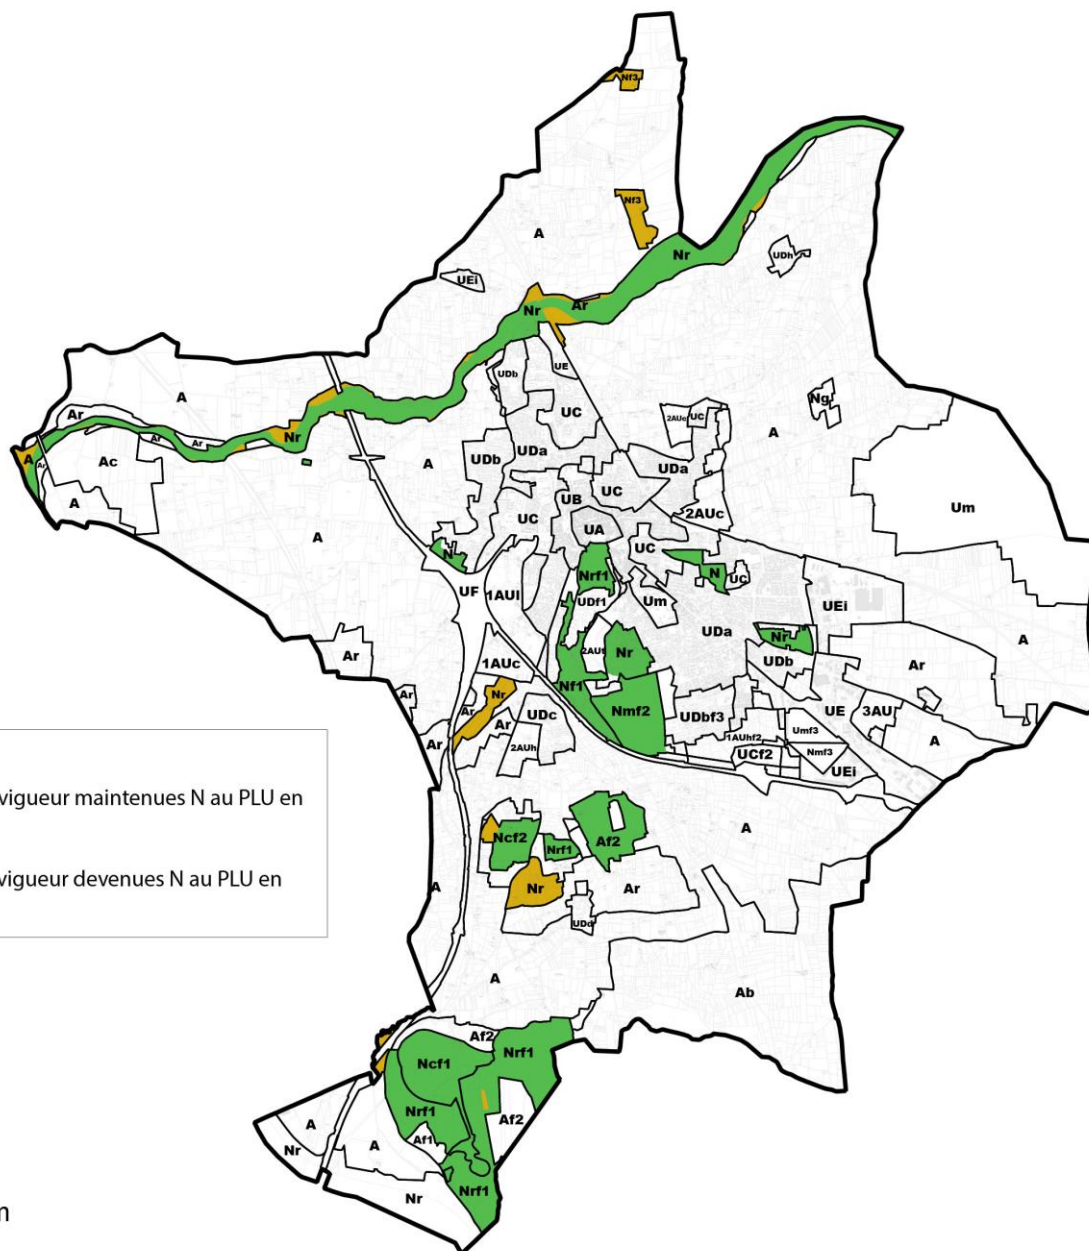 Nf3
Nf3
A
Nr
UDh
UEi
Nr
Ar
UDb
UE
A
Ng
UC
2AUc
UC
A
Ar
Ar
Ar
Nr
A
Ar
Ac
A
UDb
UDa
UDa
UC
UB
2AUc
Um
A
A
UC
UA
UC
N
UF
1AUi
Nrf1
N
UC
UDf1
Um
UEi
UDa
Nr
A
Ar
2AUf
Nr
UDb
Ar
1AUc
Ar
Nr
Nf1
Nmf2
UDbf3
UE
3AU
Ar
Ar
UDc
Umf3
1AUhf2
Ar
2AUh
UCf2
Nmf3
A
UEi
vigueur maintenues N au PLU en
A
Ncf2
Nrf1
Af2
vigueur devenues N au PLU en
A
Nr
Ar
UDd
A
Ab
Af2
Nrf1
Ncf1
Nrf1
Af2
A
Af1
A
Nr
Nrf1
Nr